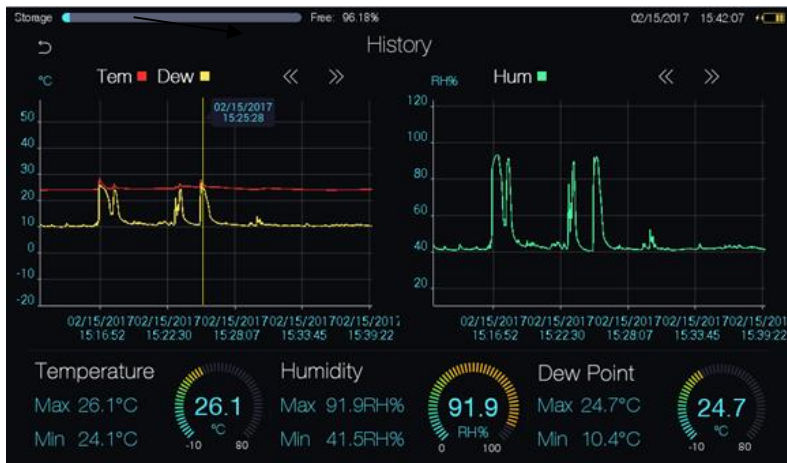 Storage Free: 96.18% 02/15/2017 15:42:07
History
°C Tem Dew RH% Hum
02/15/2017
15:25:28
50
40
30
20
10
0
-10
-20
120
100
80
60
40
20
02/15/2017 02/15/2017 02/15/2017 02/15/2017 02/15/201
15:16:52 15:22:30 15:28:07 15:33:45 15:39:22
02/15/2017 02/15/2017 02/15/2017 02/15/2017 02/15/201
15:16:52 15:22:30 15:28:07 15:33:45 15:39:22
Temperature
Max 26.1°C
Min 24.1°C
26.1
°C
-10 80
Humidity
Max 91.9RH%
Min 41.5RH%
91.9
RH%
0 100
Dew Point
Max 24.7°C
Min 10.4°C
24.7
°C
-10 80